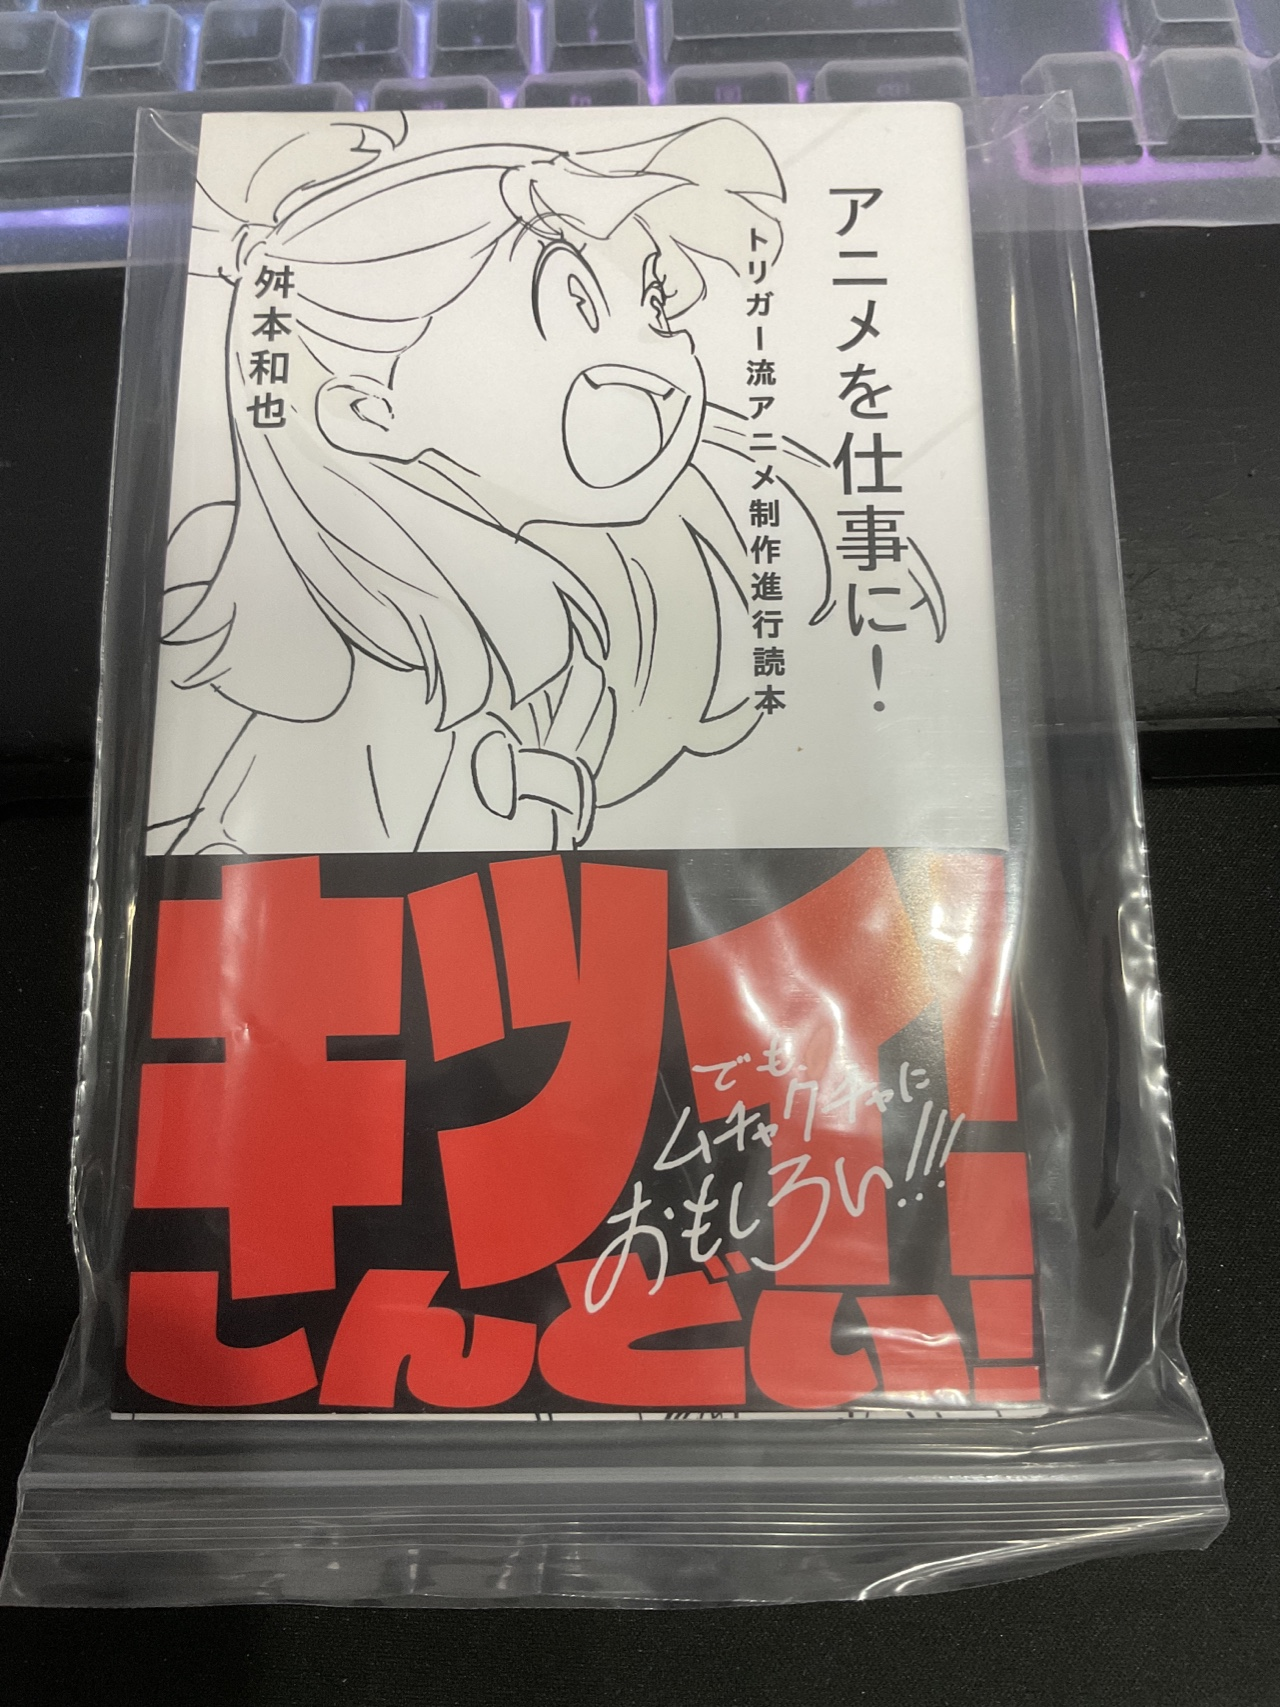 アニメを仕事に!
トリガー流アニメ制作進行読本
舛本和也
キツイ!
しんどい!
でも、
ムチャクチャに
おもしろい!!!